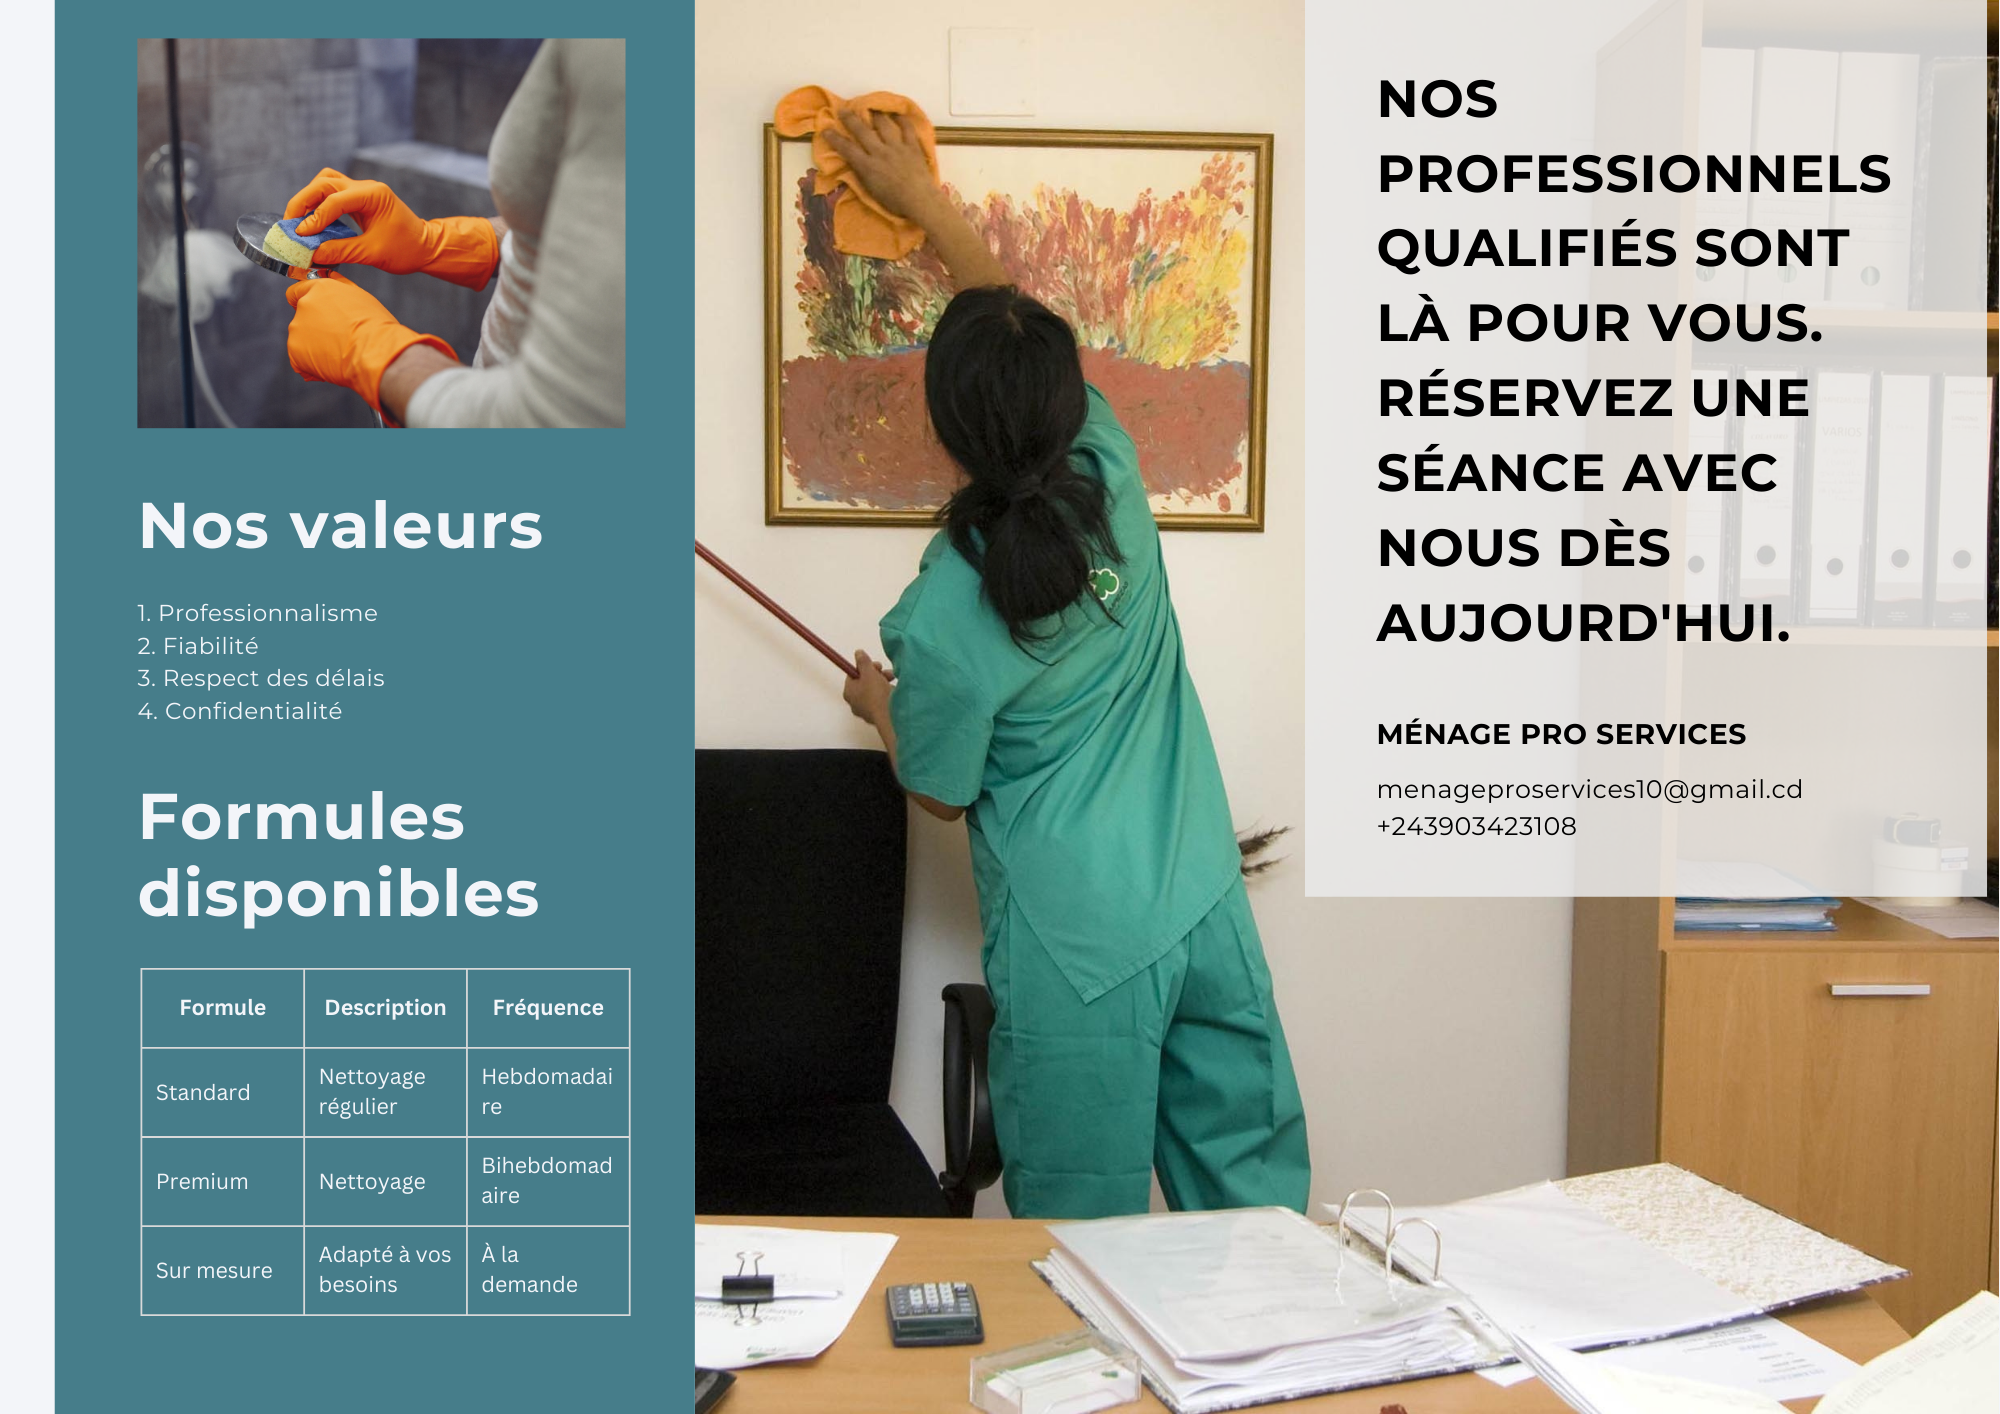 Nos valeurs
1. Professionnalisme
2. Fiabilité
3. Respect des délais
4. Confidentialité
Formules
disponibles
Formule Description Fréquence
Standard Nettoyage régulier Hebdomadai
re
Premium Nettoyage Bihebdomad
aire
Sur mesure Adapté à vos besoins À la demande
NOS
PROFESSIONNELS
QUALIFIÉS SONT
LÀ POUR VOUS.
RÉSERVEZ UNE
SÉANCE AVEC
NOUS DÈS
AUJOURD'HUI.
MÉNAGE PRO SERVICES
menageproservices10@gmail.cd
+243903423108
VARIOS